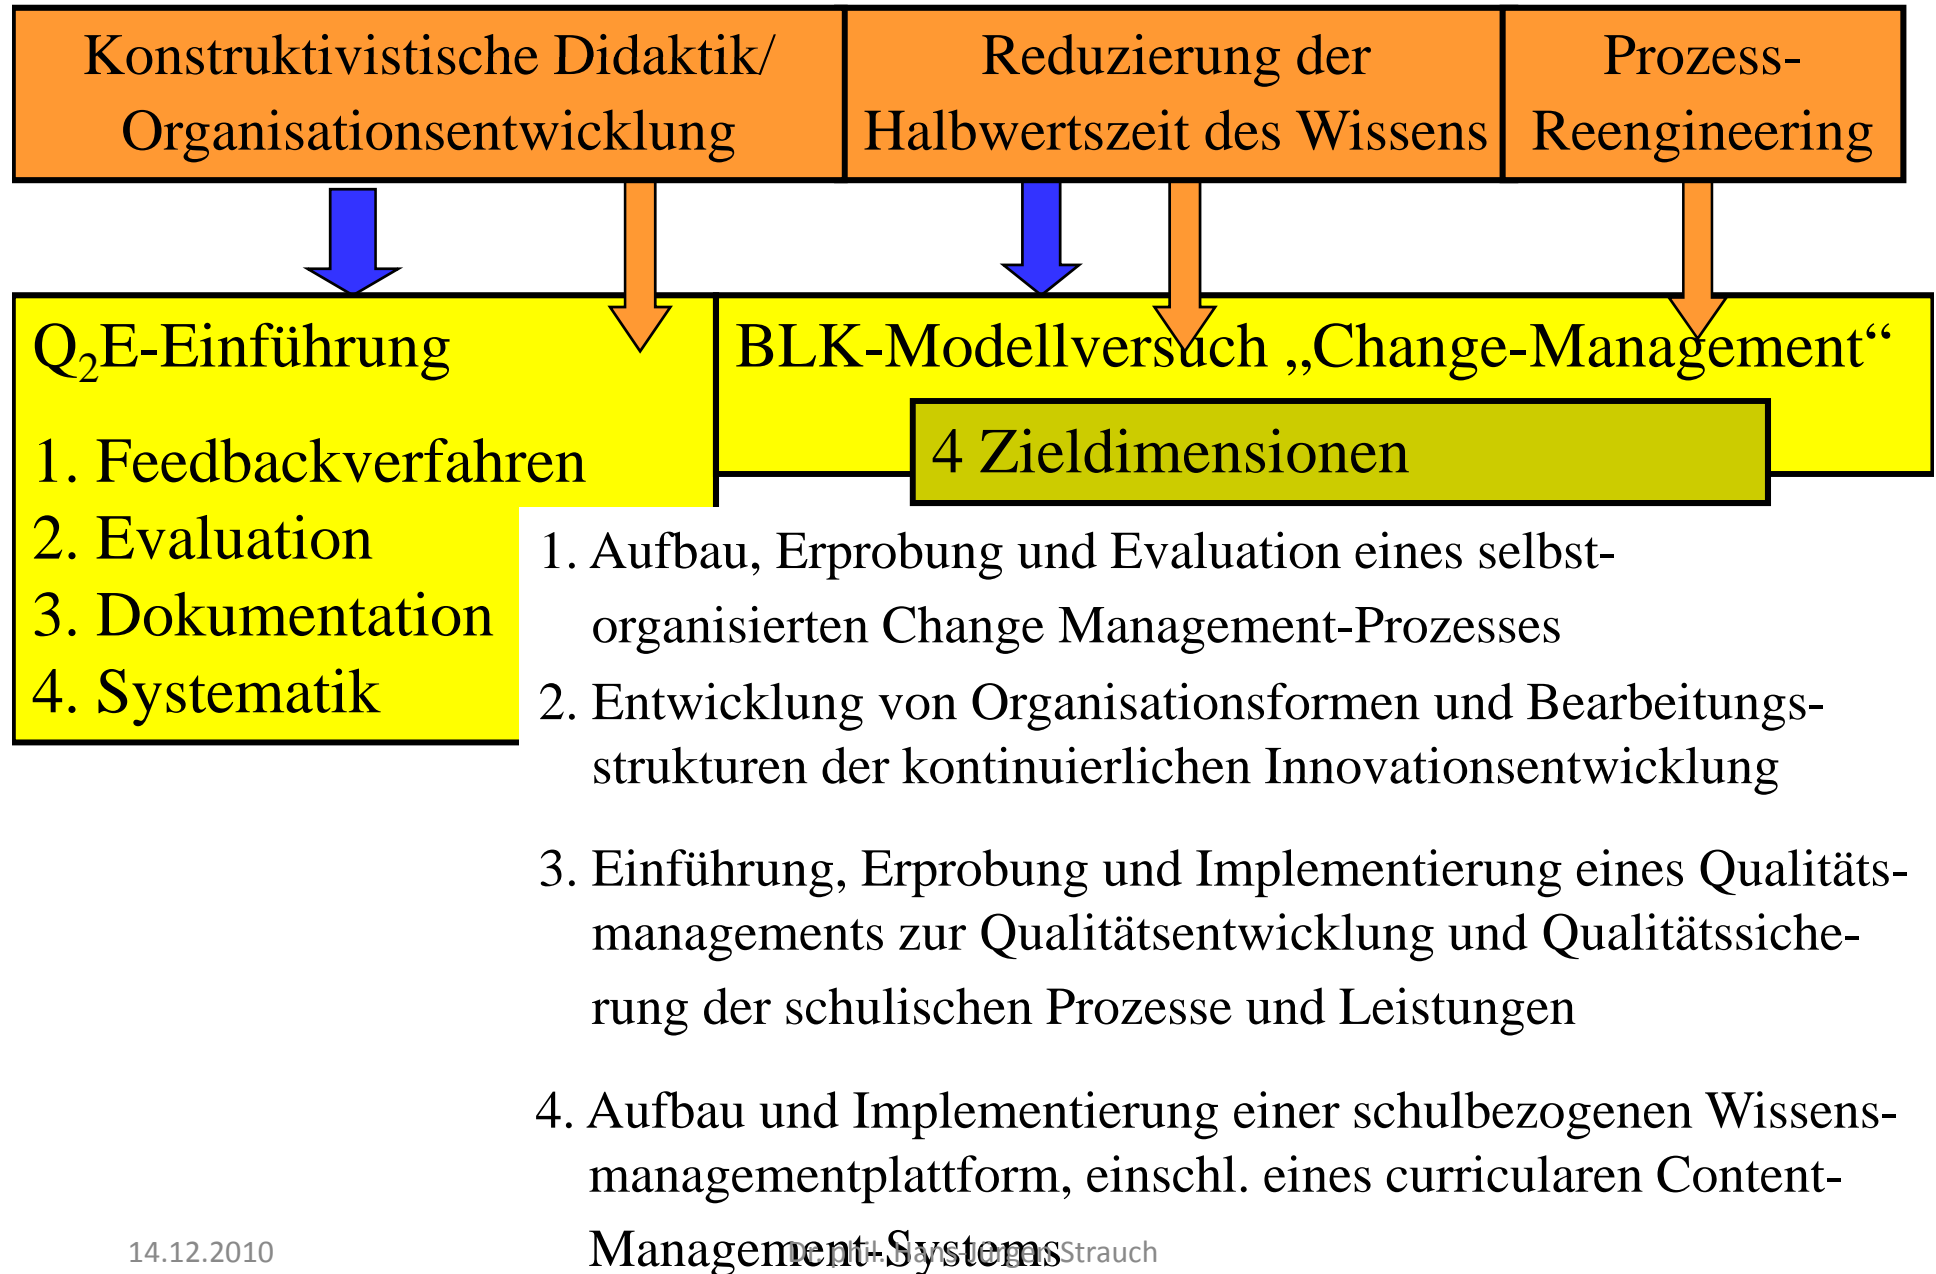 Konstruktivistische Didaktik/
Organisationsentwicklung
Reduzierung der
Halbwertszeit des Wissens
Prozess-
Reengineering
Q₂E-Einführung
1. Feedbackverfahren
2. Evaluation
3. Dokumentation
4. Systematik
BLK-Modellversuch „Change-Management“
4 Zieldimensionen
1. Aufbau, Erprobung und Evaluation eines selbst-
organisierten Change Management-Prozesses
2. Entwicklung von Organisationsformen und Bearbeitungs-
strukturen der kontinuierlichen Innovationsentwicklung
3. Einführung, Erprobung und Implementierung eines Qualitäts-
managements zur Qualitätsentwicklung und Qualitätssiche-
rung der schulischen Prozesse und Leistungen
4. Aufbau und Implementierung einer schulbezogenen Wissens-
managementplattform, einschl. eines curricularen Content-
Management-Systems
14.12.2010
Dr. phil. Hans-Jürgen Strauch